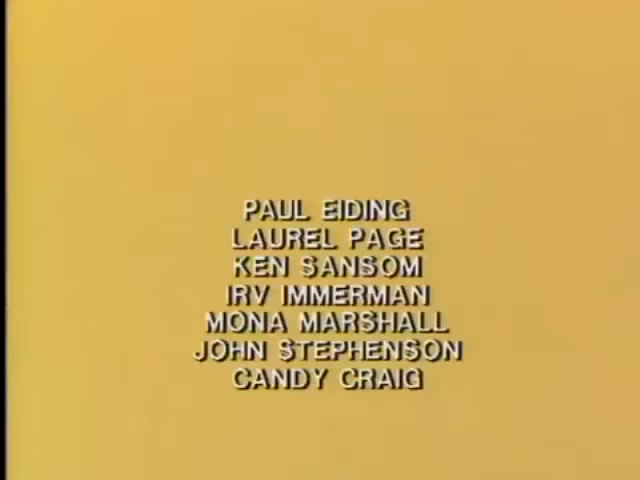 PAUL EIDING
LAUREL PAGE
KEN SANSOM
IRV IMMERMAN
MONA MARSHALL
JOHN STEPHENSON
CANDY CRAIG